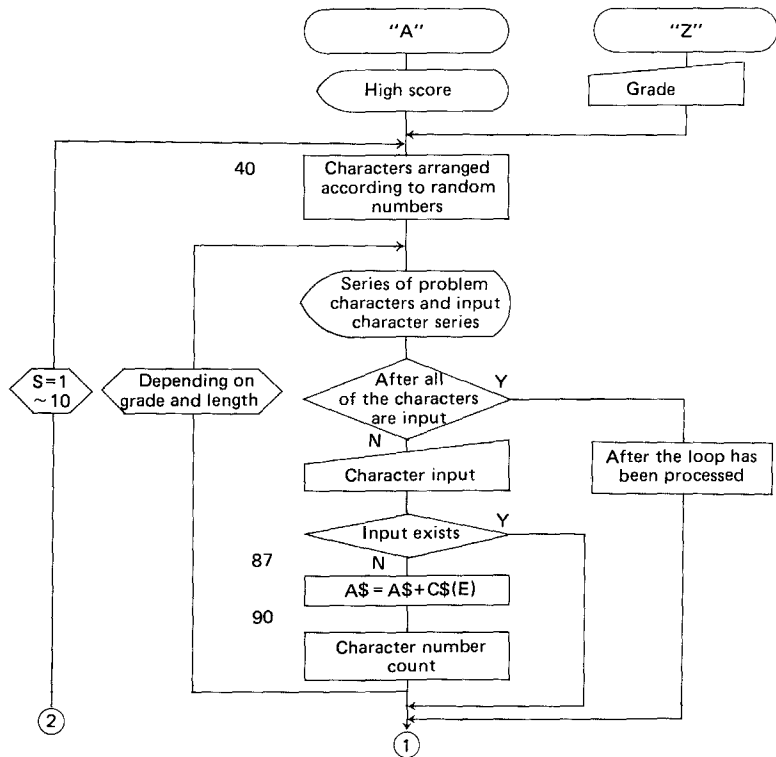 "A"
"Z"
High score
Grade
40
Characters arranged
according to random
numbers
Series of problem
characters and input
character series
S=1
~10
Depending on
grade and length
After all
of the characters
are input
Y
N
After the loop has
been processed
Character input
Input exists
Y
N
87
A$=A$+C$(E)
90
Character number
count
2
1